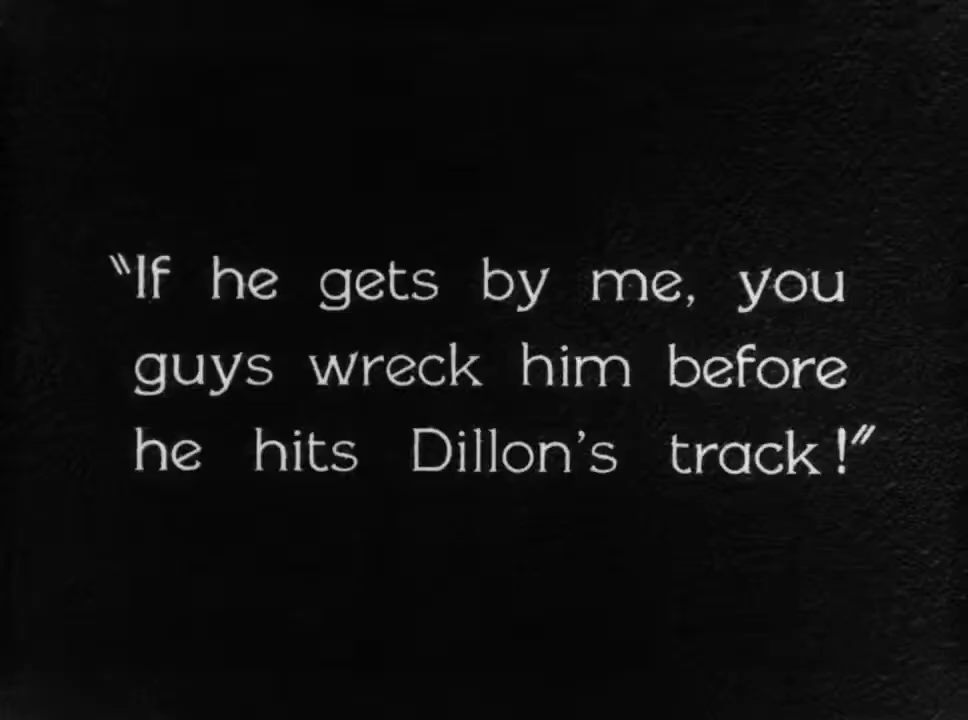 "If he gets by me, you
guys wreck him before
he hits Dillon's track!"